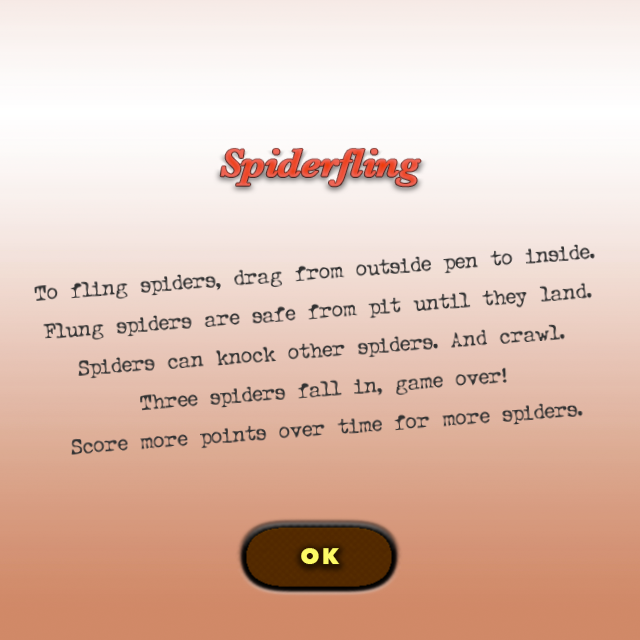 Spiderfling
To fling spiders, drag from outside pen to inside.
Flung spiders are safe from pit until they land.
Spiders can knock other spiders. And crawl.
Three spiders fall in, game over!
Score more points over time for more spiders.
OK